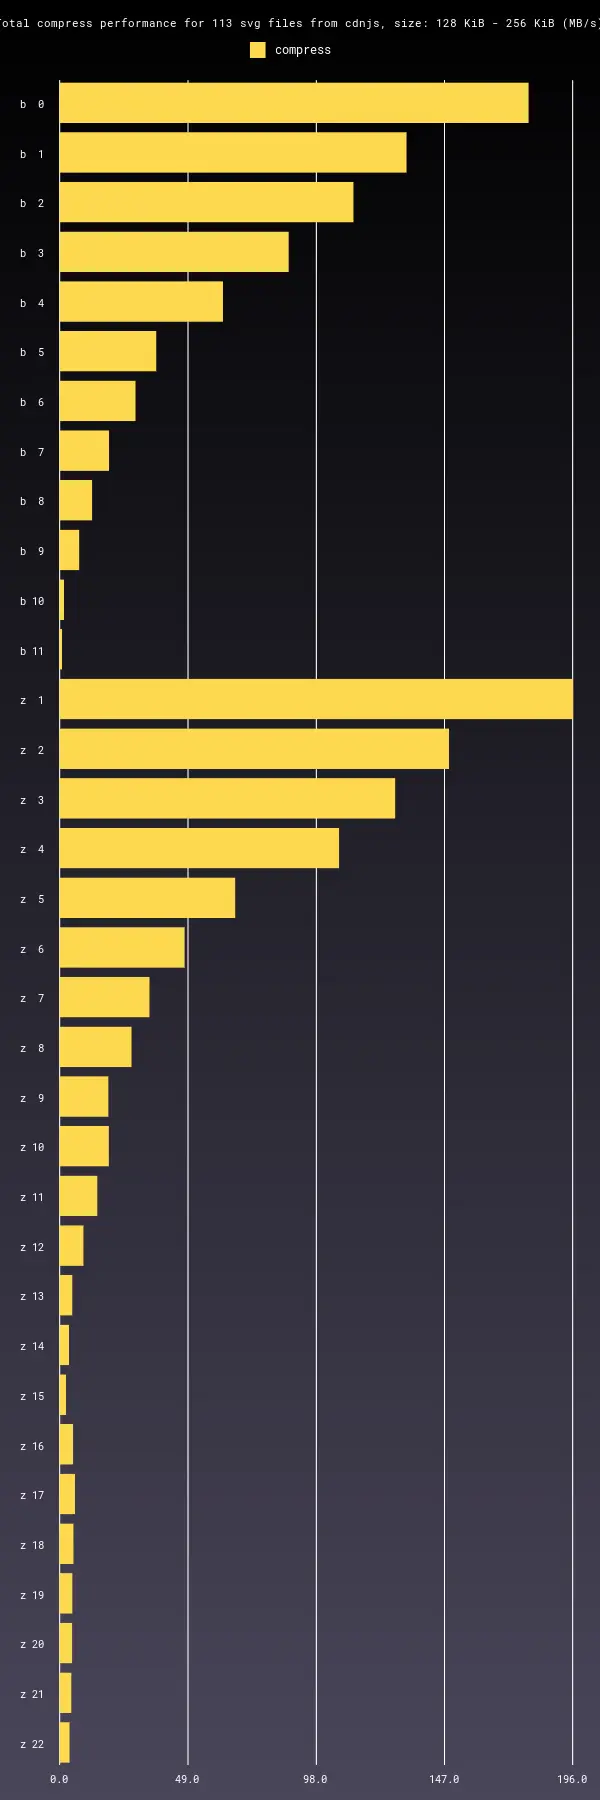 Total compress performance for 113 svg files from cdnjs, size: 128 KiB - 256 KiB (MB/s)
compress
b 0
b 1
b 2
b 3
b 4
b 5
b 6
b 7
b 8
b 9
b 10
b 11
z 1
z 2
z 3
z 4
z 5
z 6
z 7
z 8
z 9
z 10
z 11
z 12
z 13
z 14
z 15
z 16
z 17
z 18
z 19
z 20
z 21
z 22
0.0 49.0 98.0 147.0 196.0